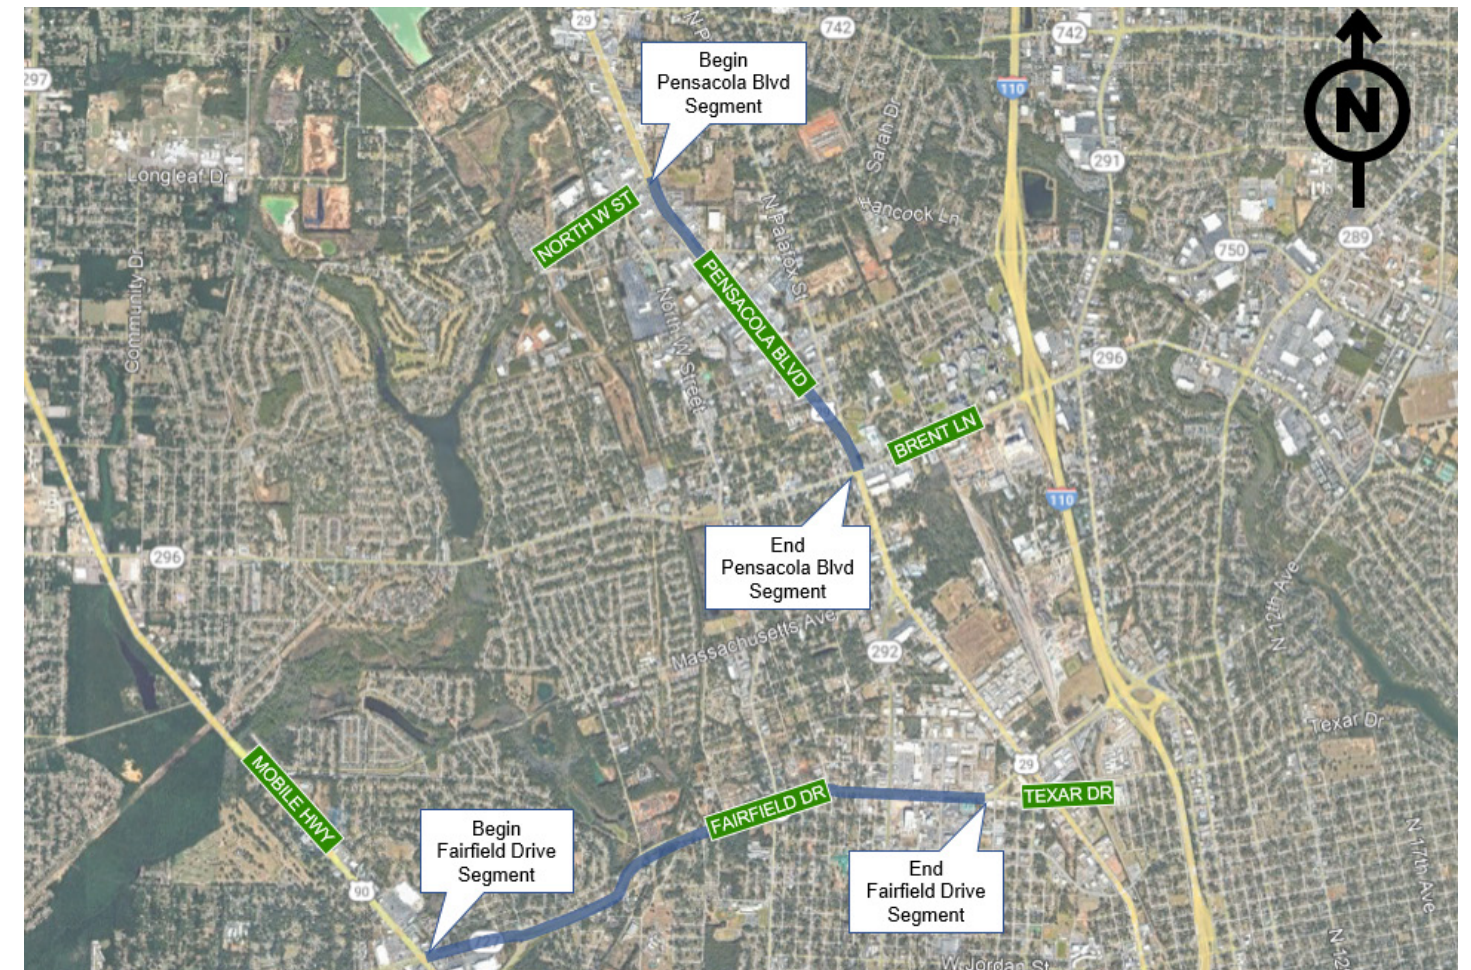 29
742
742
N
297
Begin
Pensacola Blvd
Segment
110
Sarah Dr
291
Longleaf Dr
Hancock Ln
NORTH W ST
N Palafox St
289
750
Community Dr
PENSACOLA BLVD
North W Street
296
BRENT LN
110
End
Pensacola Blvd
Segment
296
N 12th Ave
Massachusetts Ave
292
Texar Dr
29
MOBILE HWY
FAIRFIELD DR
TEXAR DR
Begin
Fairfield Drive
Segment
End
Fairfield Drive
Segment
N 17th Ave
90
W Jordan St